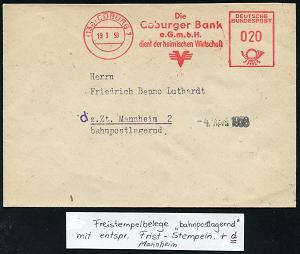 (13a) COBURG 1
19.3.58
Die
Coburger Bank
e.G.m.b.H.
dient der heimischen Wirtschaft
DEUTSCHE
BUNDESPOST
020
Herrn
Friedrich Benno Luthardt
z.Zt. Mannheim 2
bahnpostlagernd
Freistempelbelege "bahnpostlagernd"
mit entspr. Frist-Stempeln. +
Mannheim